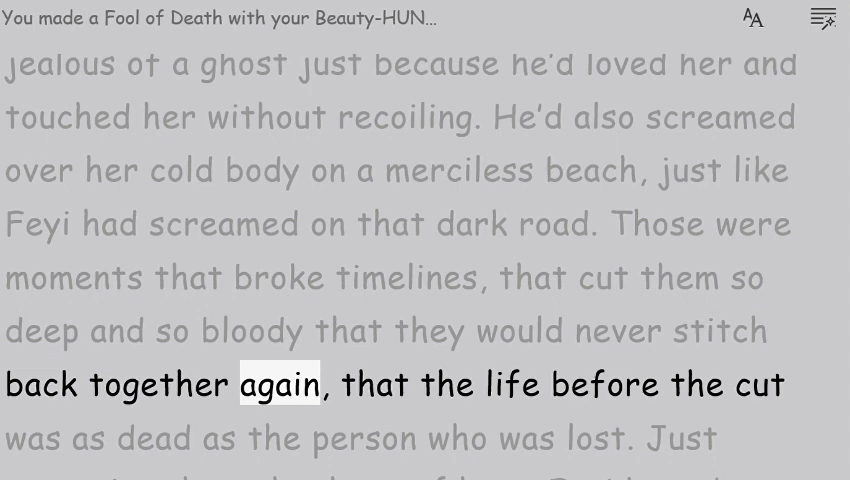 You made a Fool of Death with your Beauty-HUN...
jealous of a ghost just because he'd loved her and
touched her without recoiling. He'd also screamed
over her cold body on a merciless beach, just like
Feyi had screamed on that dark road. Those were
moments that broke timelines, that cut them so
deep and so bloody that they would never stitch
back together again, that the life before the cut
was as dead as the person who was lost. Just